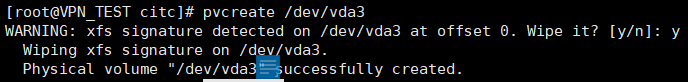 [root@VPN_TEST citc]# pvcreate /dev/vda3
WARNING: xfs signature detected on /dev/vda3 at offset 0. Wipe it? [y/n]: y
  Wiping xfs signature on /dev/vda3.
  Physical volume "/dev/vda3" successfully created.